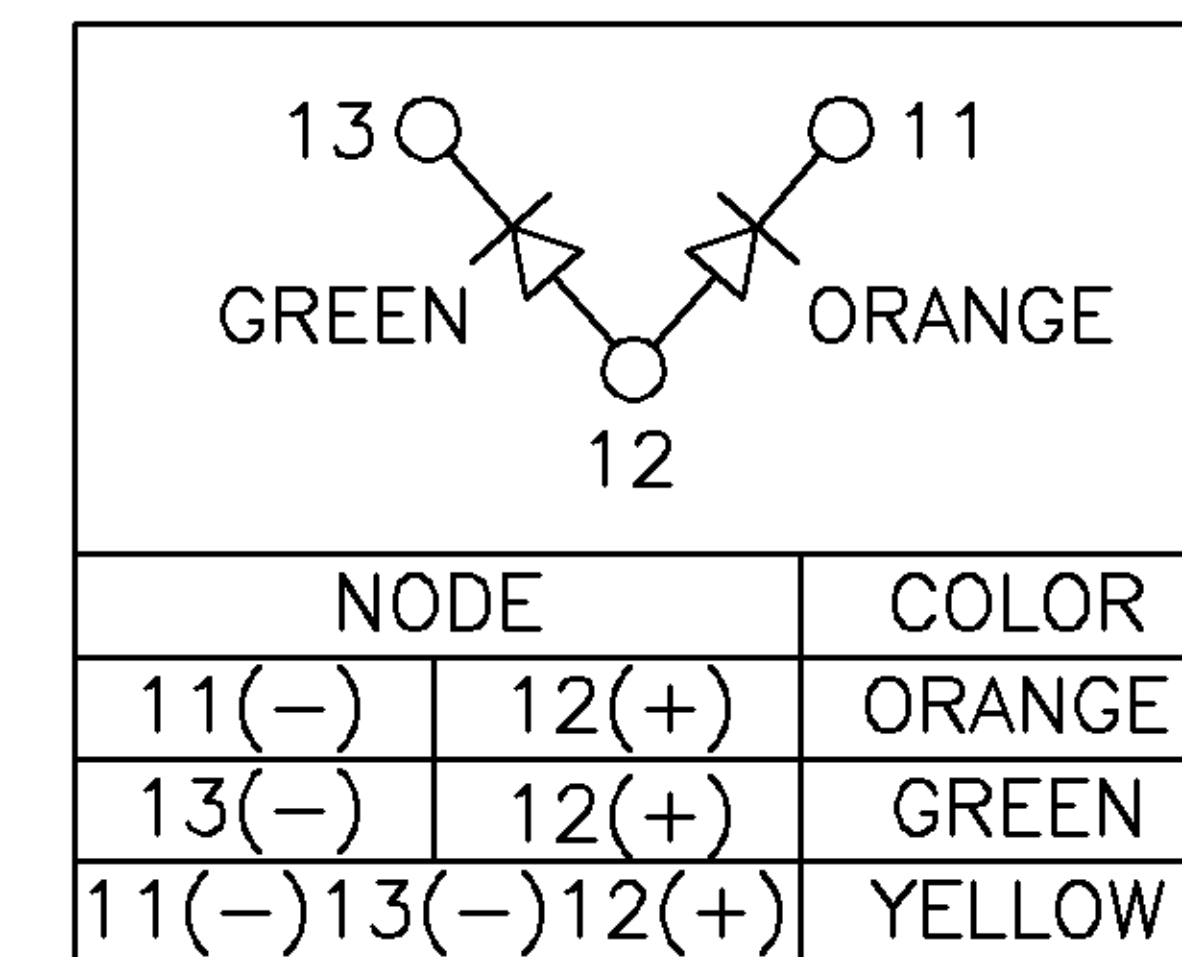 13 11
GREEN ORANGE
12
NODE COLOR
11(-) 12(+) ORANGE
13(-) 12(+) GREEN
11(-)13(-)12(+) YELLOW